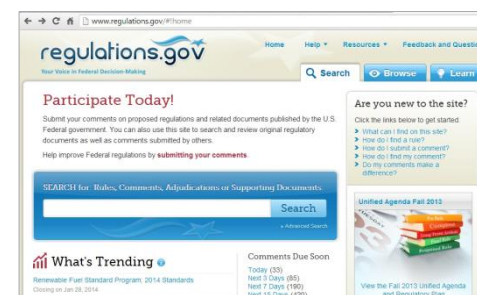 www.regulations.gov/#!home
regulations.gov
Your Voice in Federal Decision-Making
Home Help Resources Feedback and Questi
Search Browse Learn
Participate Today!
Submit your comments on proposed regulations and related documents published by the U.S.
Federal government. You can also use this site to search and review original regulatory
documents as well as comments submitted by others.
Help improve Federal regulations by submitting your comments.
SEARCH for: Rules, Comments, Adjudications or Supporting Documents
Search
» Advanced Search
What's Trending
Renewable Fuel Standard Program: 2014 Standards
Closing on Jan 28, 2014
Comments Due Soon
Today (33)
Next 3 Days (85)
Next 7 Days (190)
Next 15 Days (420)
Are you new to the site?
Click the links below to get started
What can I find on this site?
How do I find a rule?
How do I submit a comment?
How do I find my comment?
Do my comments make a
difference?
Unified Agenda Fall 2013
View the Fall 2013 Unified Agenda
and Regulatory Plan